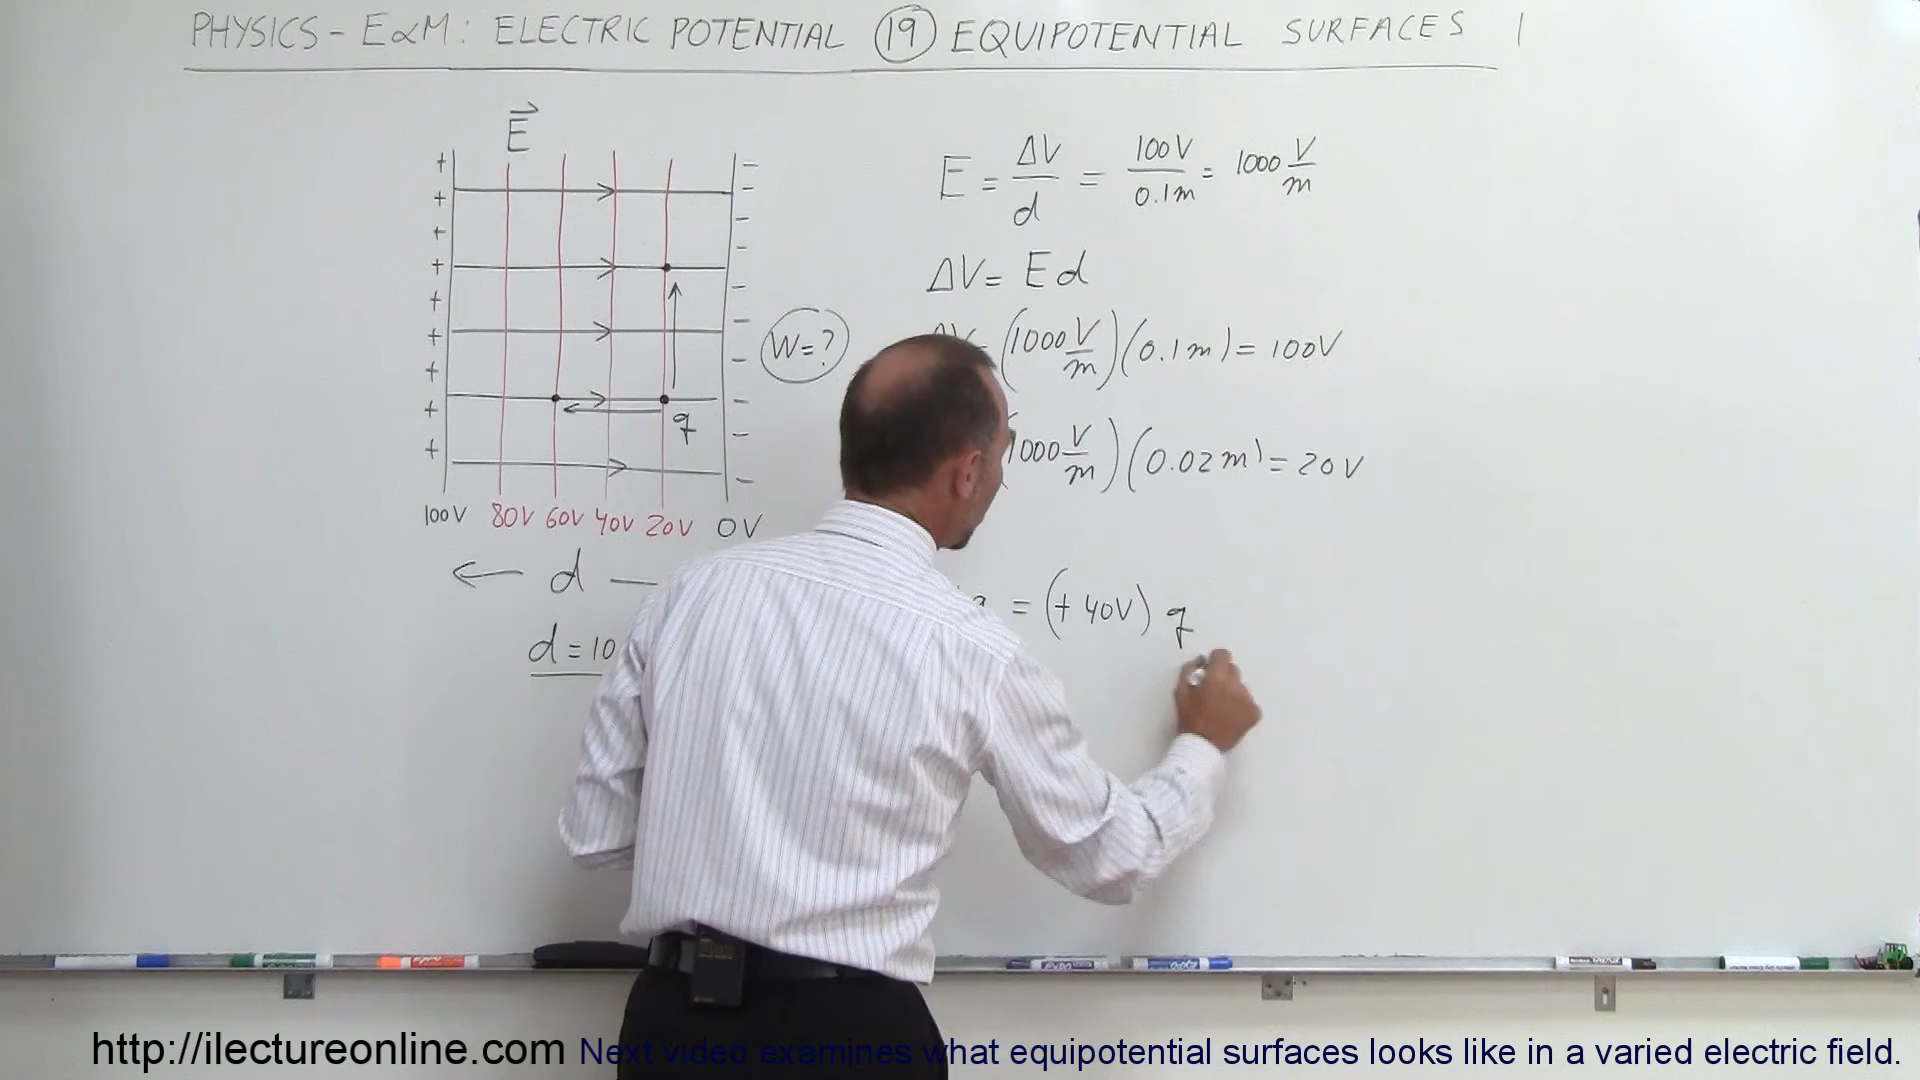 PHYSICS - E&M: ELECTRIC POTENTIAL 19 EQUIPOTENTIAL SURFACES 1
E
E = ΔV/d = 100V/0.1m = 1000 V/m
ΔV = Ed
W=?
ΔV = (1000 V/m)(0.1m) = 100V
q
(1000 V/m)(0.02m) = 20V
100V 80V 60V 40V 20V 0V
d
q = (+40V) q
d = 10
http://ilectureonline.com Next video examines what equipotential surfaces looks like in a varied electric field.